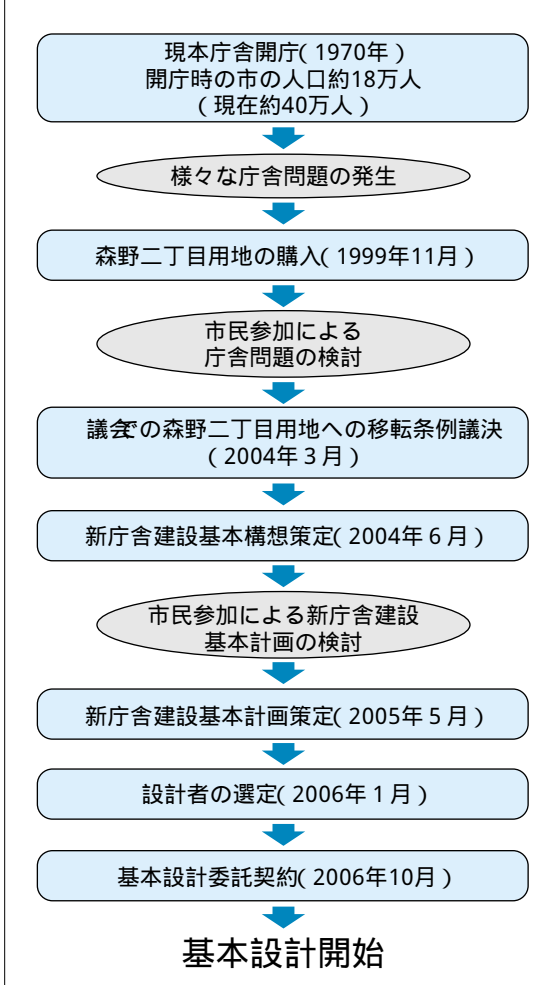 現本庁舎開庁(1970年)
開庁時の市の人口約18万人
(現在約40万人)
様々な庁舎問題の発生
森野二丁目用地の購入(1999年11月)
市民参加による
庁舎問題の検討
議会での森野二丁目用地への移転条例議決
(2004年3月)
新庁舎建設基本構想策定(2004年6月)
市民参加による新庁舎建設
基本計画の検討
新庁舎建設基本計画策定(2005年5月)
設計者の選定(2006年1月)
基本設計委託契約(2006年10月)
基本設計開始